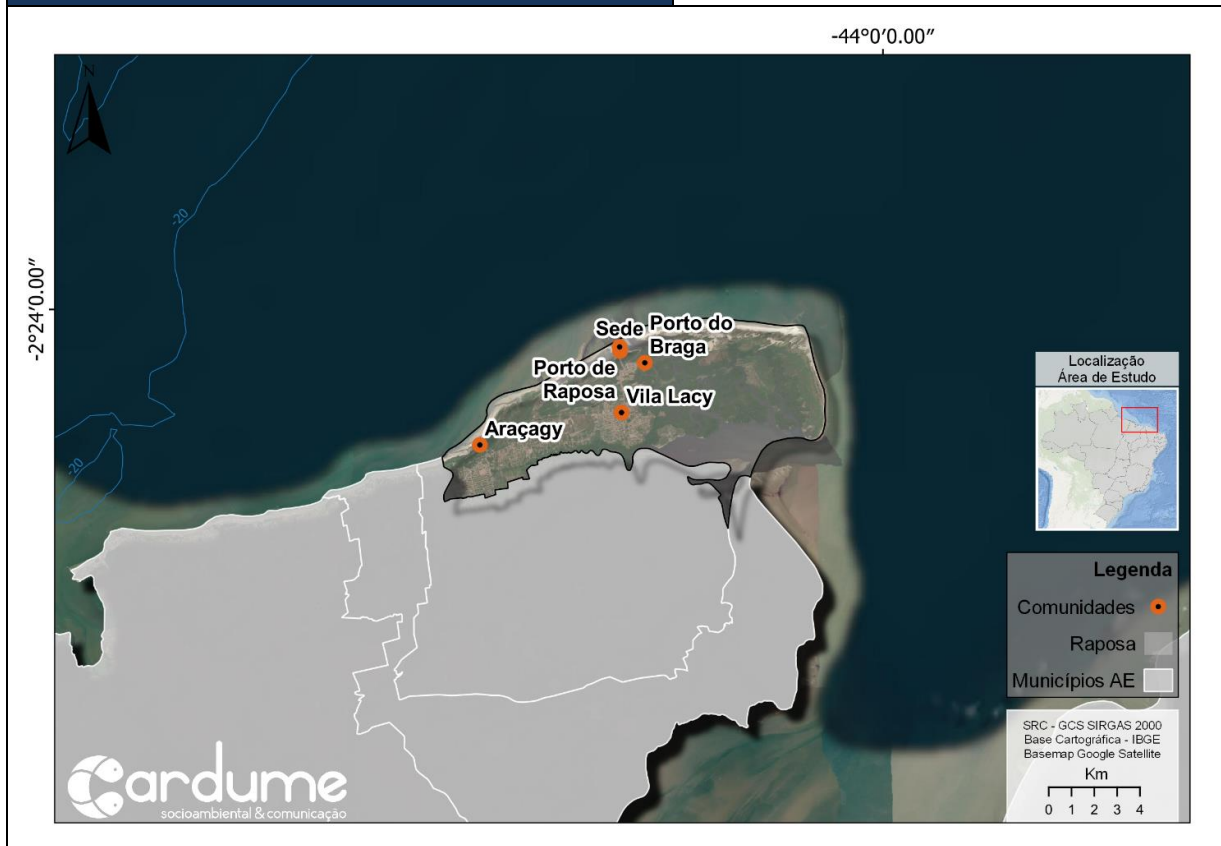 -44°0'0.00"
N
-2°24'0.00"
-20
-20
Sede
Porto do
Braga
Porto de
Raposa
Vila Lacy
Araçagy
Localização
Área de Estudo
Legenda
Comunidades
Raposa
Municípios AE
SRC - GCS SIRGAS 2000
Base Cartográfica - IBGE
Basemap Google Satellite
Km
0 1 2 3 4
Cardume
socioambiental & comunicação